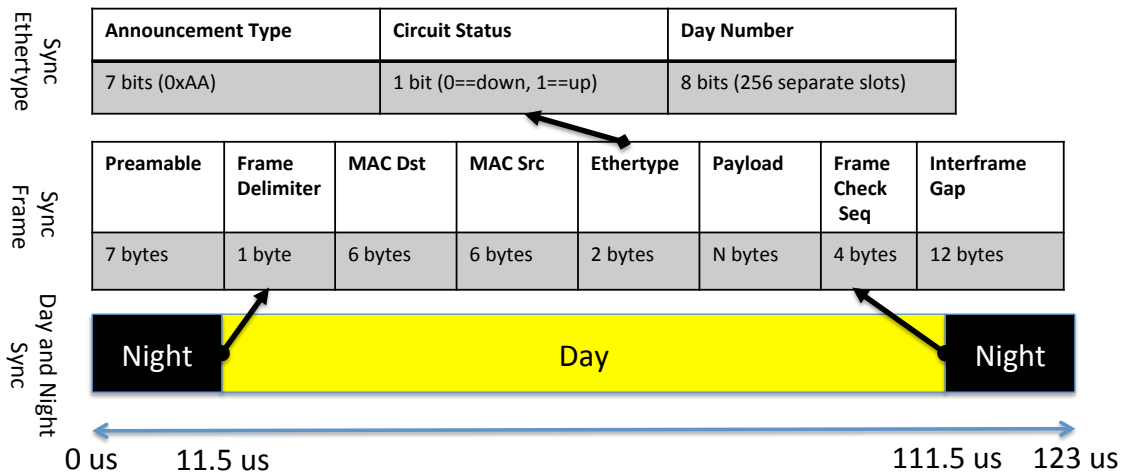 Sync
Ethertype
Announcement Type
Circuit Status
Day Number
7 bits (0xAA)
1 bit (0==down, 1==up)
8 bits (256 separate slots)
Sync
Frame
Preamable
Frame
Delimiter
MAC Dst
MAC Src
Ethertype
Payload
Frame
Check
Seq
Interframe
Gap
7 bytes
1 byte
6 bytes
6 bytes
2 bytes
N bytes
4 bytes
12 bytes
Day and Night
Sync
Night
Day
Night
0 us
11.5 us
111.5 us
123 us